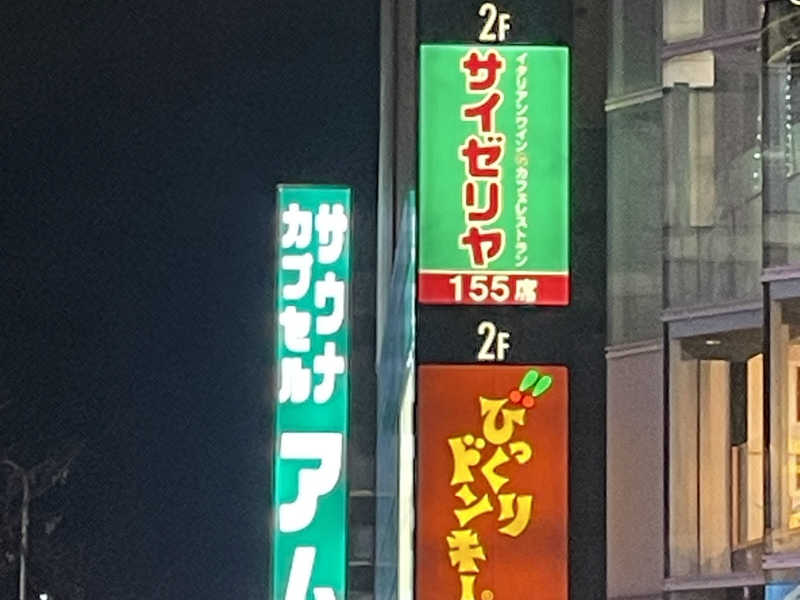 2F
サイゼリヤ
イタリアンワイン&カフェレストラン
155席
2F
びっくり
ドンキー
サウナ
カプセル
アム